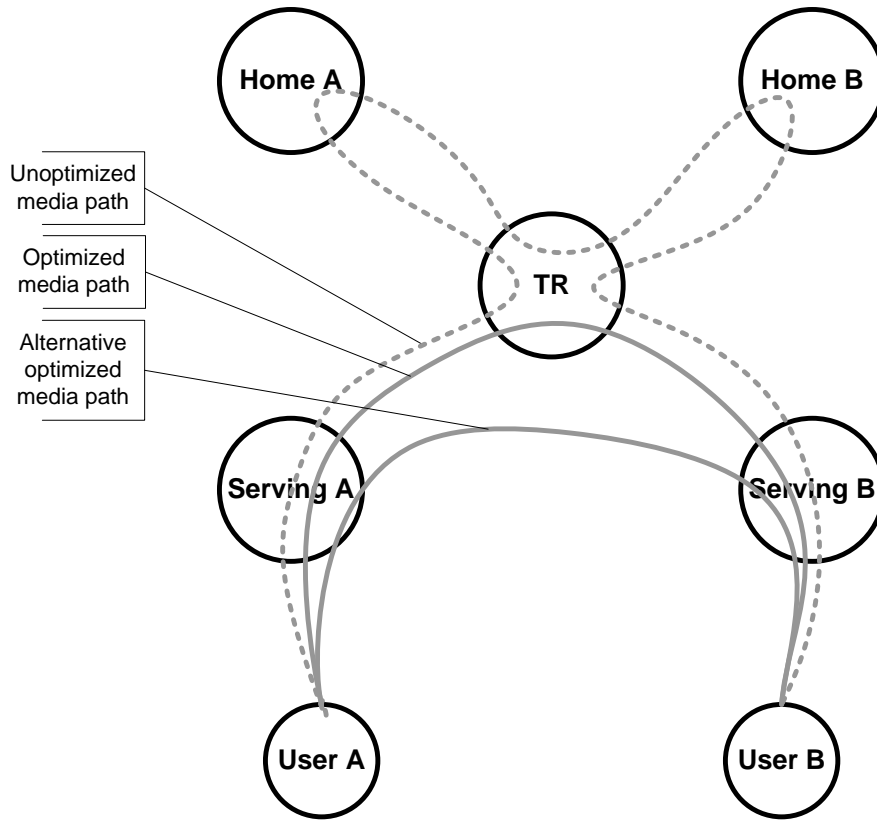 Home A
Home B
Unoptimized
media path
Optimized
media path
Alternative
optimized
media path
TR
Serving A
Serving B
User A
User B